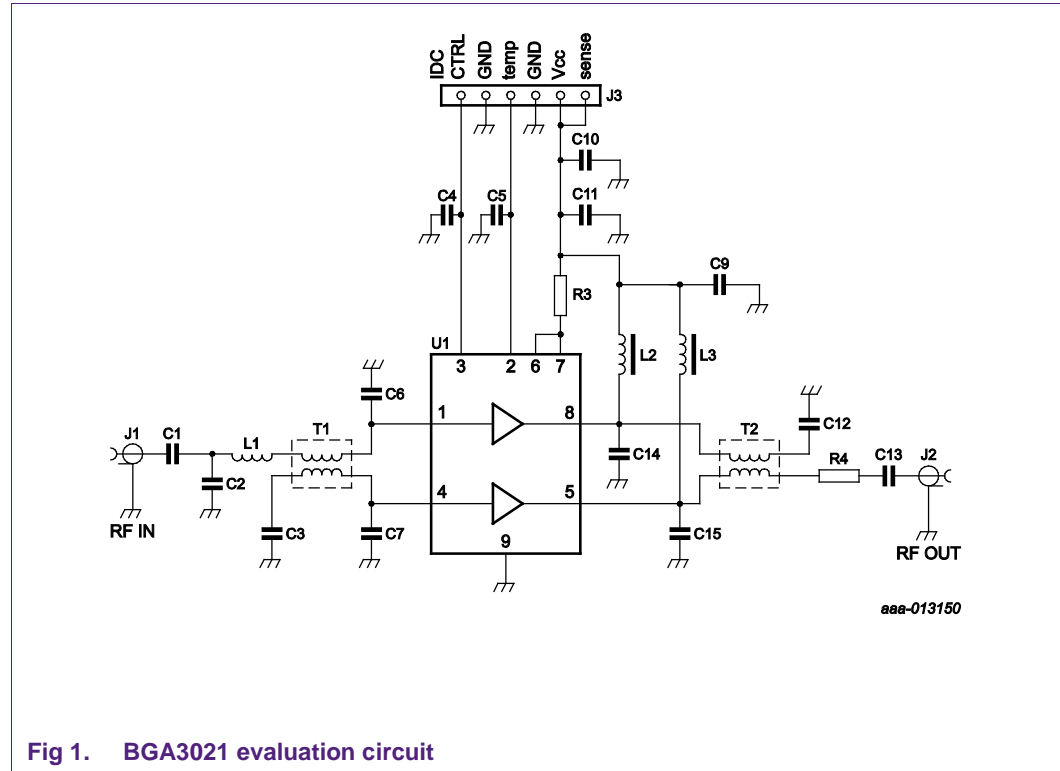 IDC
CTRL
GND
temp
GND
Vcc
sense
J3
C10
C4
C5
C11
C9
R3
U1
L2
L3
3
2
6
7
C6
J1
C1
L1
T1
1
8
T2
C12
C14
R4
C13
J2
C2
4
5
C3
C7
9
C15
RF IN
RF OUT
aaa-013150
Fig 1. BGA3021 evaluation circuit